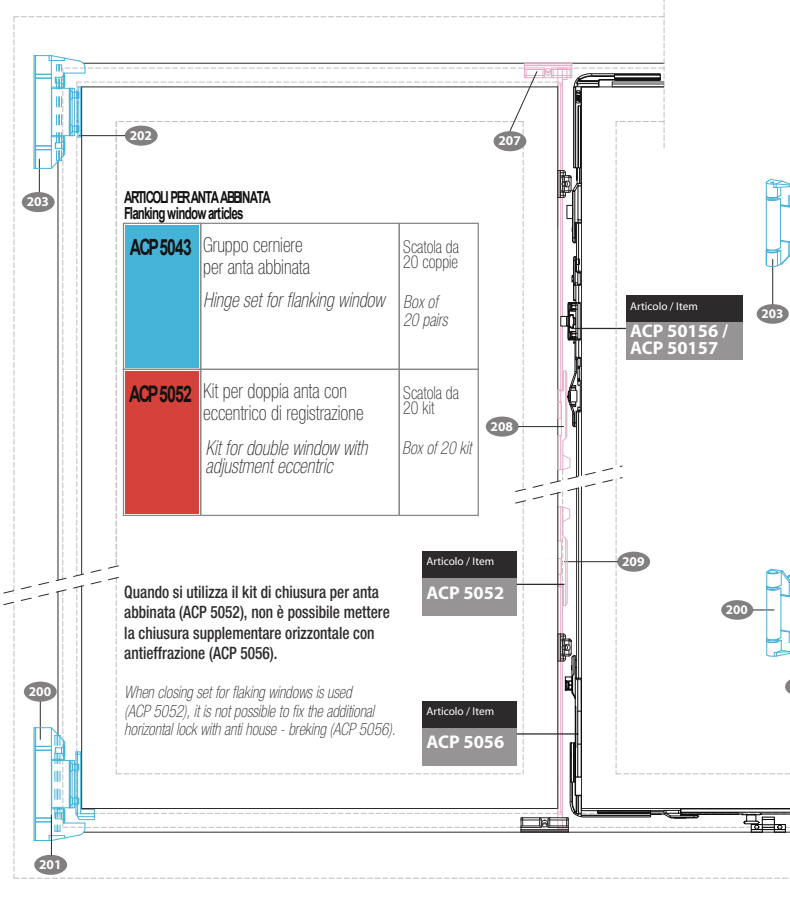 202
207
203
ARTICOLI PER ANTA ABBINATA
Flanking window articles
ACP 5043
Gruppo cerniere
per anta abbinata
Hinge set for flanking window
Scatola da
20 coppie
Box of
20 pairs
ACP 5052
Kit per doppia anta con
eccentrico di registrazione
Kit for double window with
adjustment eccentric
Scatola da
20 kit
Box of 20 kit
Articolo / Item
ACP 50156 /
ACP 50157
203
208
209
Articolo / Item
ACP 5052
200
Quando si utilizza il kit di chiusura per anta
abbinata (ACP 5052), non è possibile mettere
la chiusura supplementare orizzontale con
antieffrazione (ACP 5056).
When closing set for flaking windows is used
(ACP 5052), it is not possible to fix the additional
horizontal lock with anti house - breking (ACP 5056).
Articolo / Item
ACP 5056
200
201